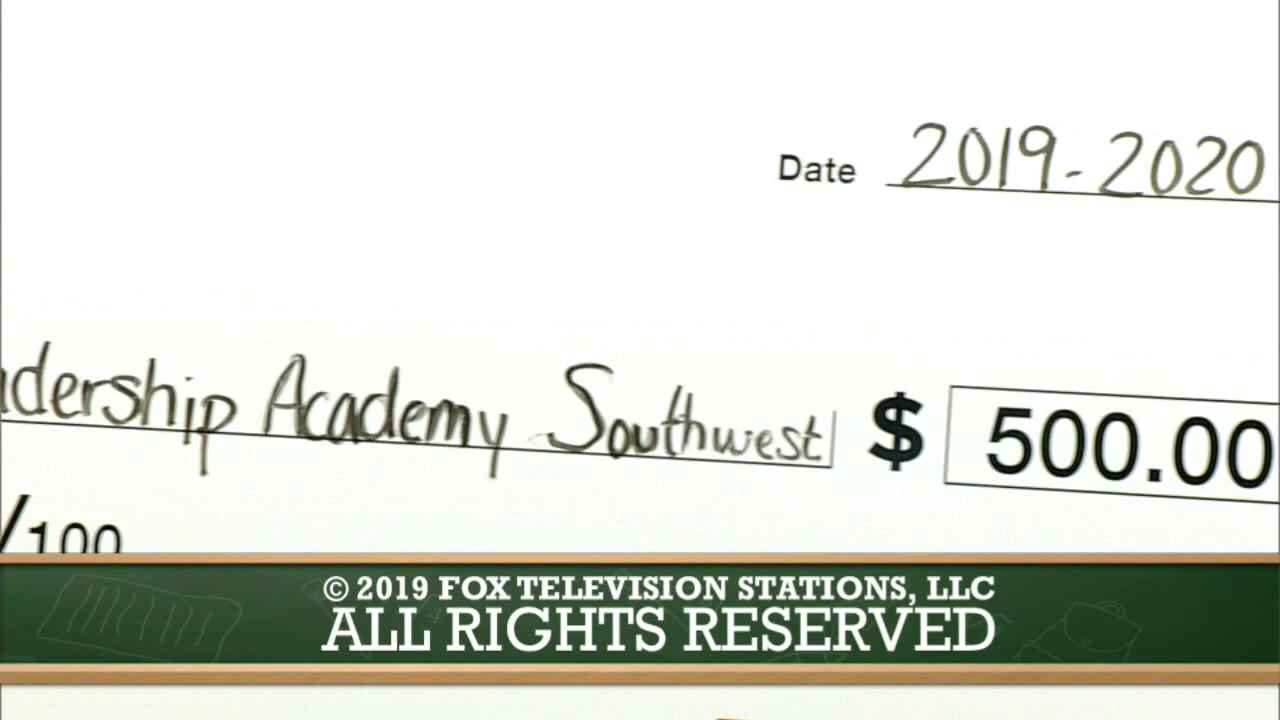 Date 2019-2020
dership Academy Southwest $ 500.00
/100
© 2019 FOX TELEVISION STATIONS, LLC
ALL RIGHTS RESERVED